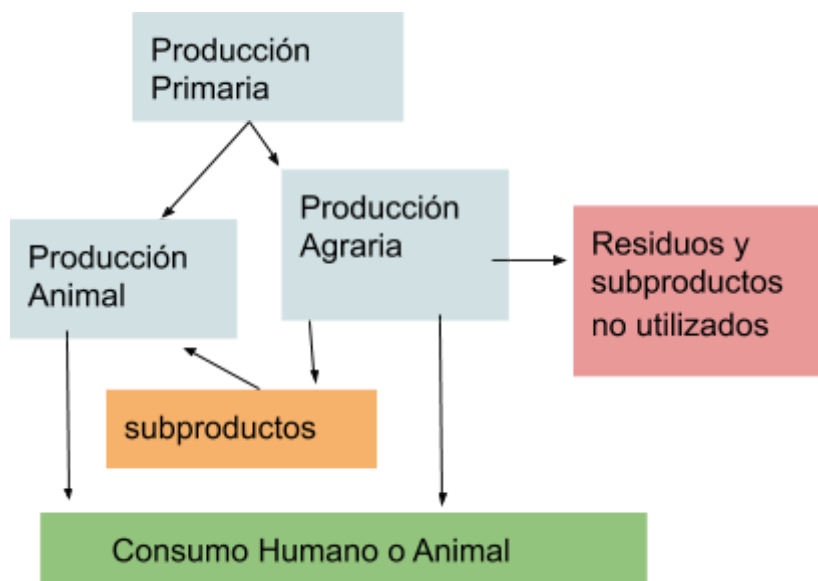 Producción
Primaria
Producción
Agraria
Producción
Animal
Residuos y
subproductos
no utilizados
subproductos
Consumo Humano o Animal